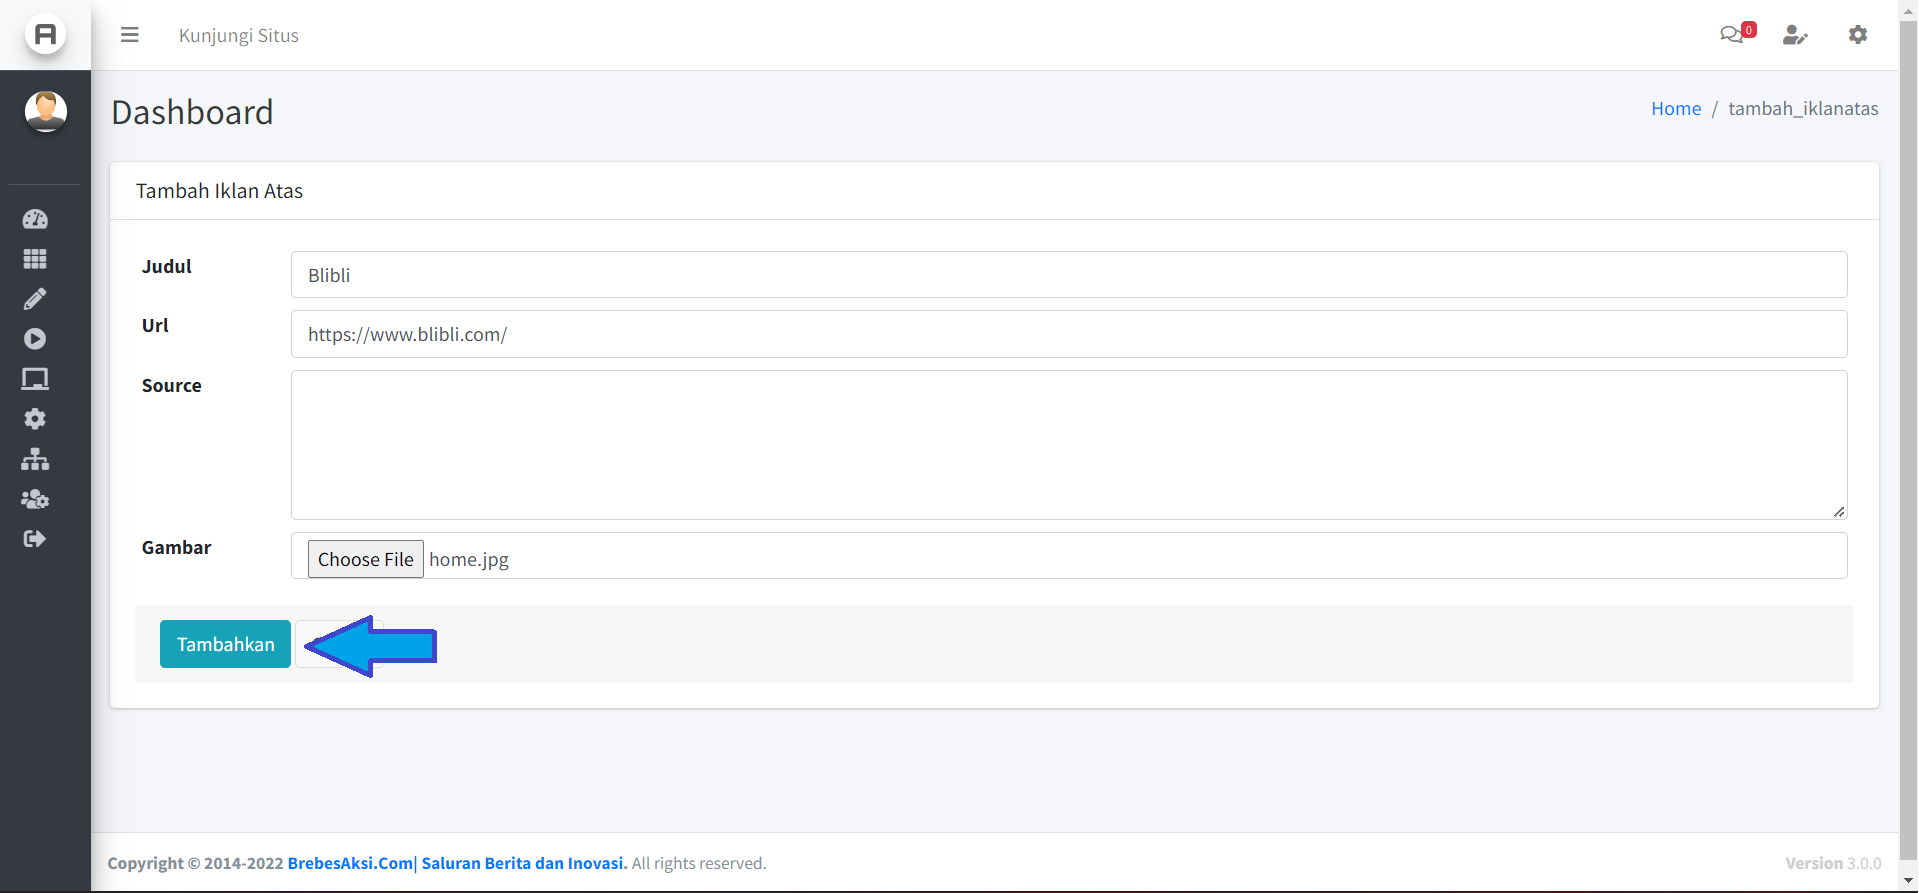 A
Kunjungi Situs
0
Dashboard
Home / tambah_iklanatas
Tambah Iklan Atas
Judul
Blibli
Url
https://www.blibli.com/
Source
Gambar
Choose File home.jpg
Tambahkan
Copyright © 2014-2022 BrebesAksi.Com| Saluran Berita dan Inovasi. All rights reserved.
Version 3.0.0